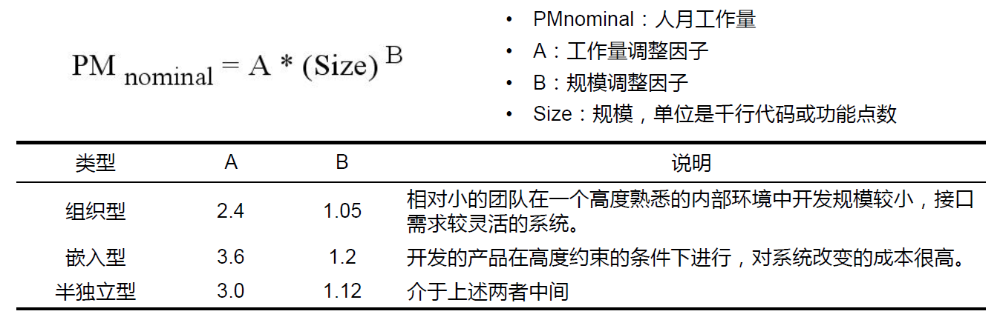 PM nominal = A * (Size) B
• PMnominal：人月工作量
• A：工作量调整因子
• B：规模调整因子
• Size：规模，单位是千行代码或功能点数
类型 A B 说明
组织型 2.4 1.05 相对小的团队在一个高度熟悉的内部环境中开发规模较小，接口
需求较灵活的系统。
嵌入型 3.6 1.2 开发的产品在高度约束的条件下进行，对系统改变的成本很高。
半独立型 3.0 1.12 介于上述两者中间